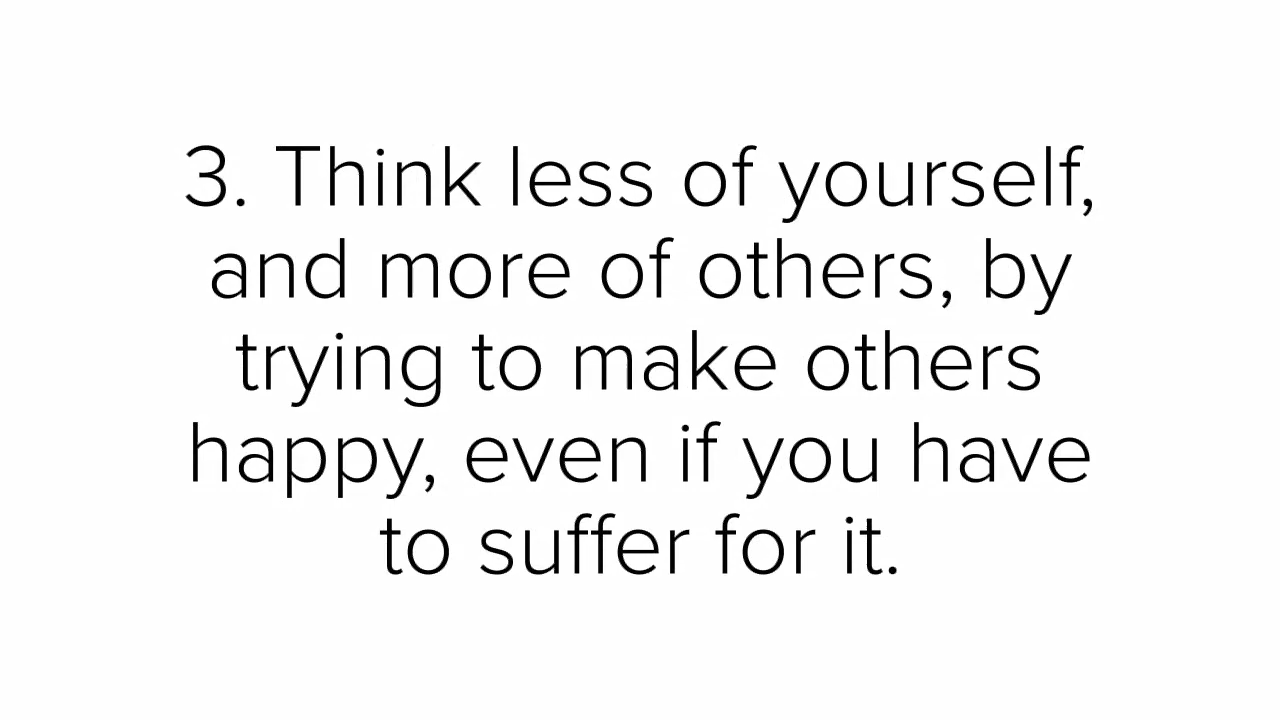 3. Think less of yourself,
and more of others, by
trying to make others
happy, even if you have
to suffer for it.